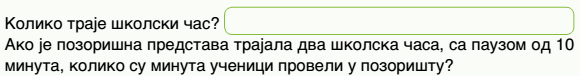 Колико траје школски час?
Ако је позоришна представа трајала два школска часа, са паузом од 10
минута, колико су минута ученици провели у позоришту?